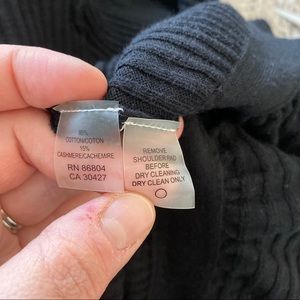 85%
COTTON/COTON
15%
CASHMERE/CACHEMIRE
RN 86804
CA 30427
REMOVE
SHOULDER PAD
BEFORE
DRY CLEANING
DRY CLEAN ONLY